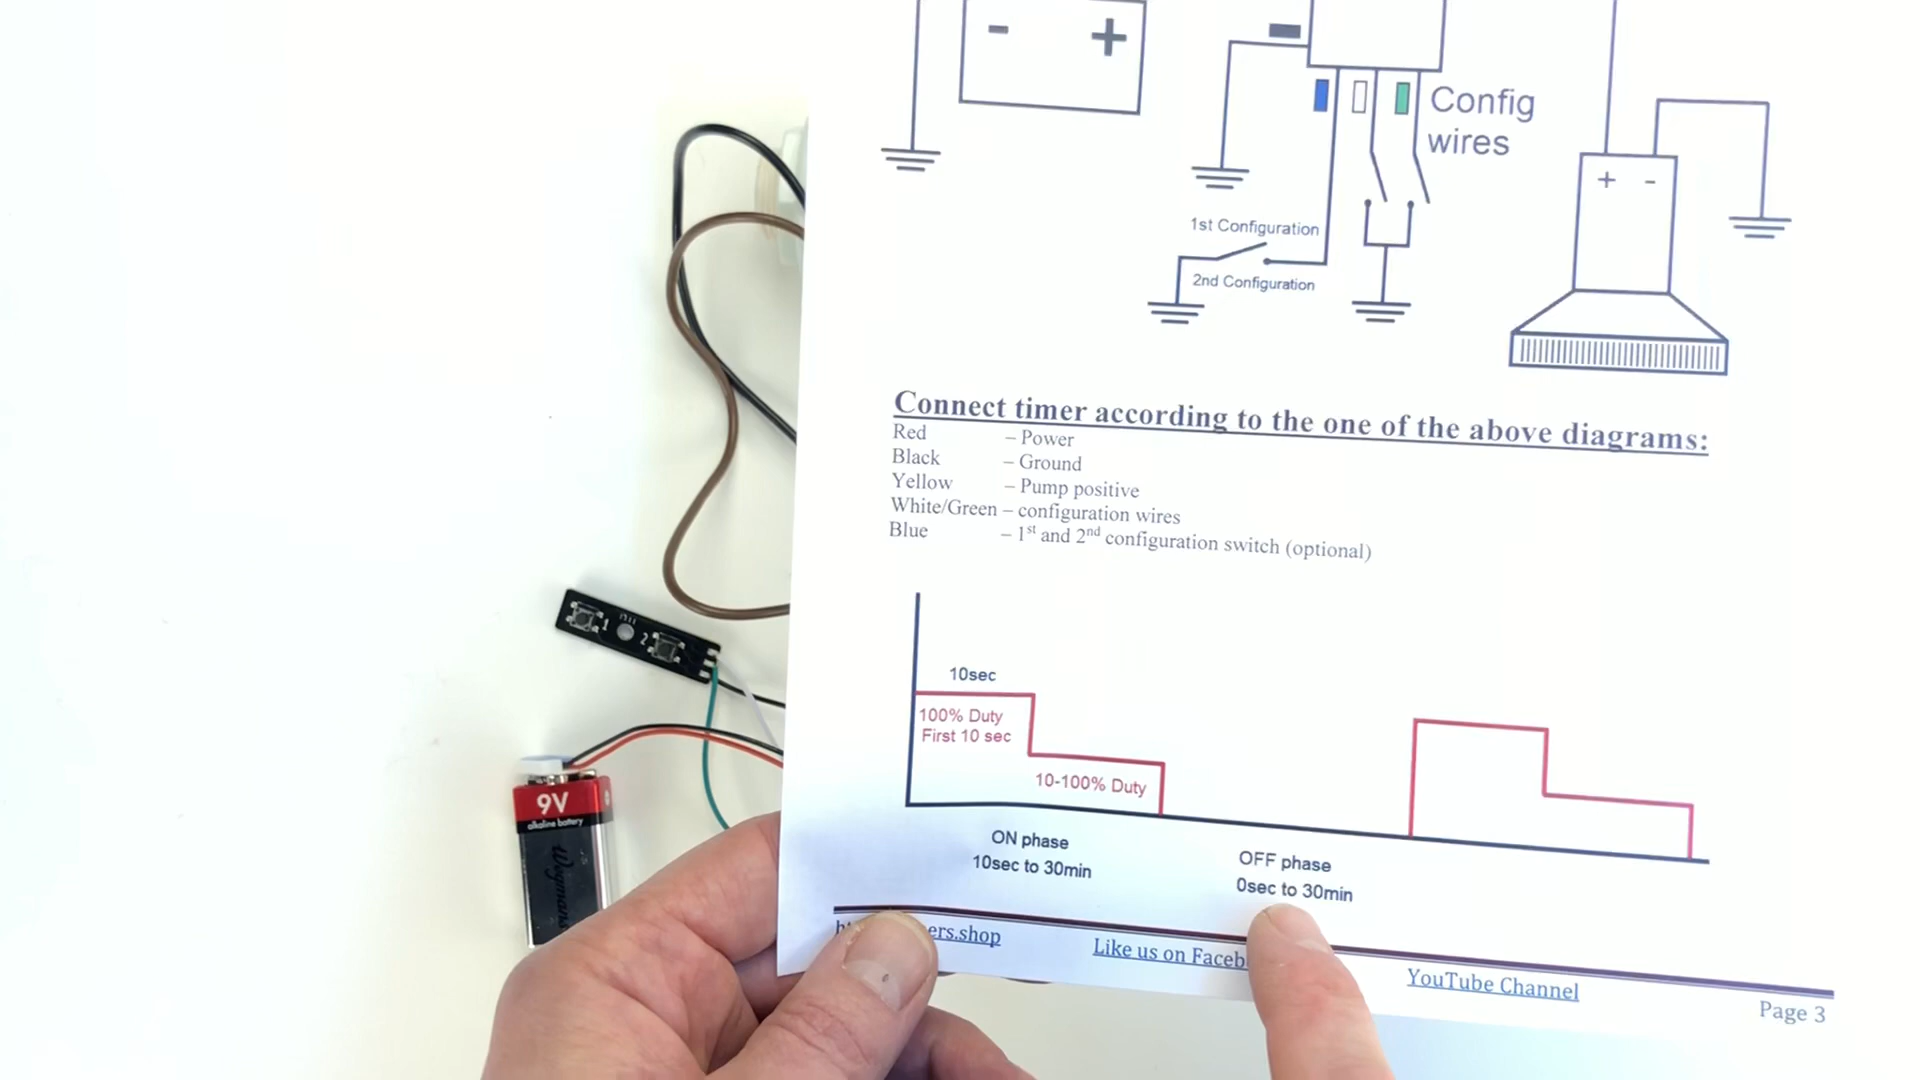 - +
Config
wires
+ -
1st Configuration
2nd Configuration
Connect timer according to the one of the above diagrams:
Red – Power
Black – Ground
Yellow – Pump positive
White/Green – configuration wires
Blue – 1st and 2nd configuration switch (optional)
10sec
100% Duty
First 10 sec
10-100% Duty
ON phase
10sec to 30min
OFF phase
0sec to 30min
ers.shop
Like us on Faceb
YouTube Channel
Page 3
1 2
9V
alkaline battery
Wegmans